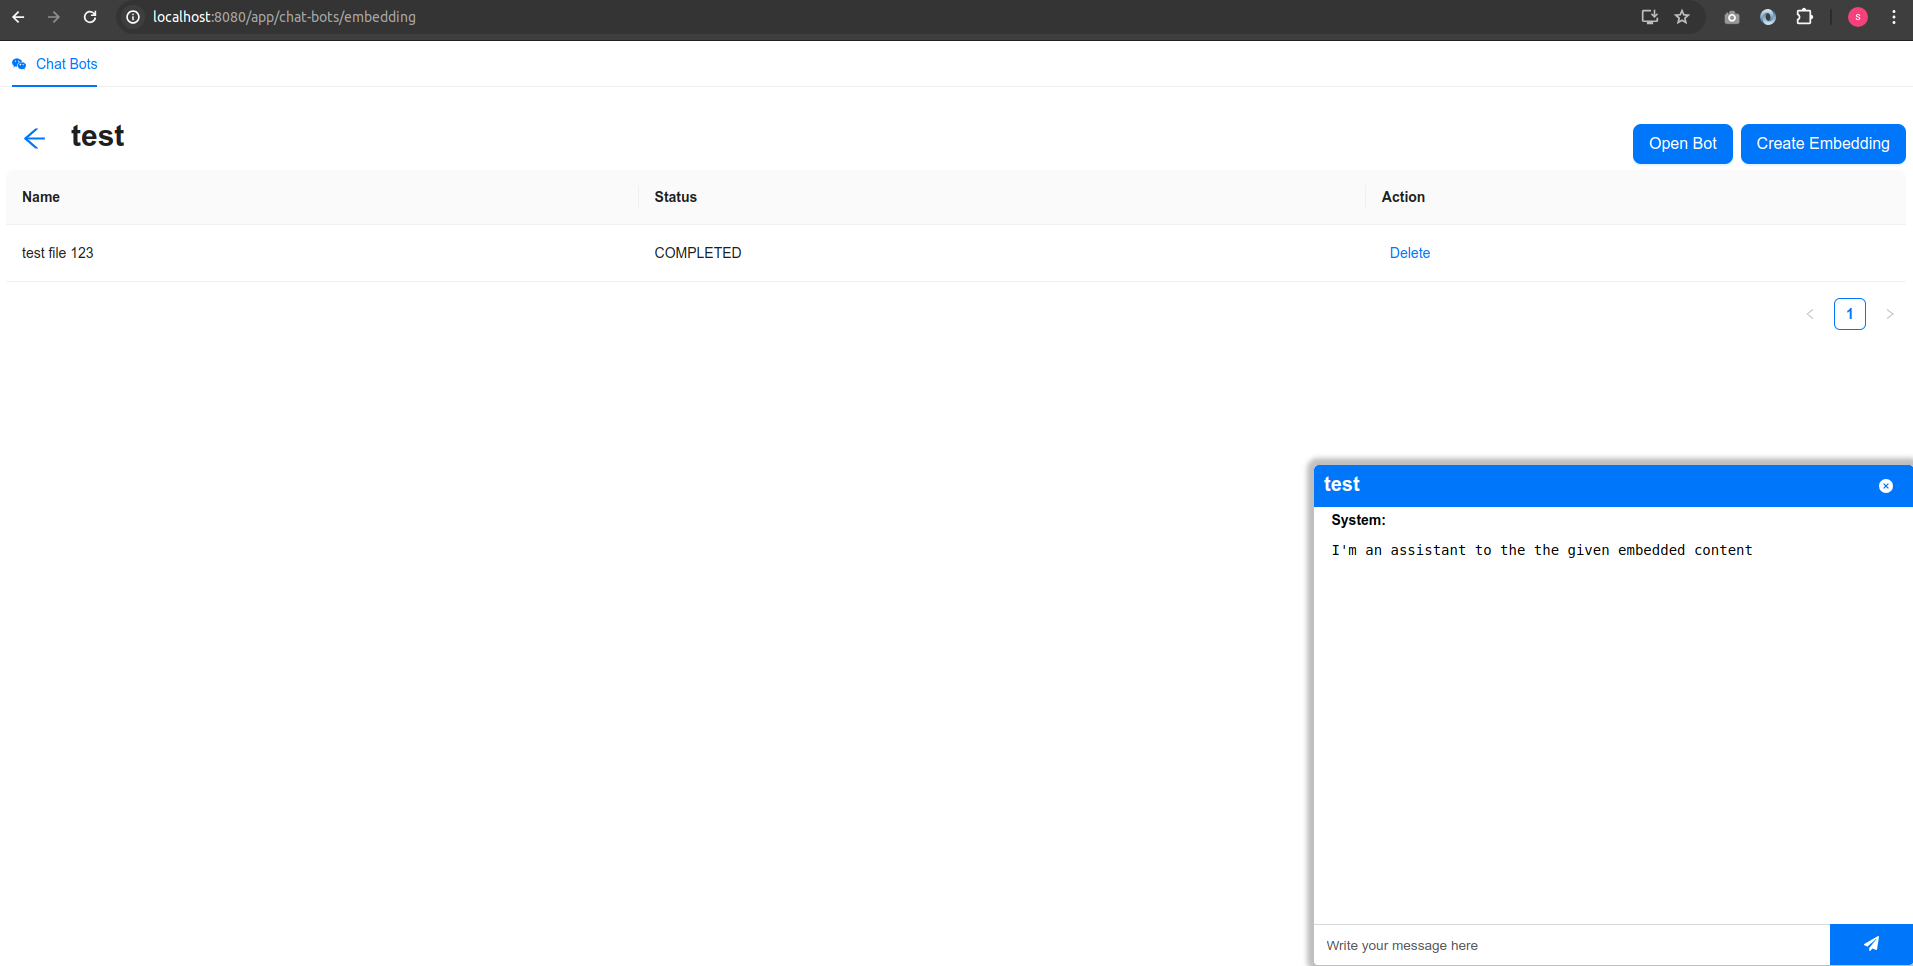 localhost:8080/app/chat-bots/embedding
S
Chat Bots
test
Open Bot
Create Embedding
Name
Status
Action
test file 123
COMPLETED
Delete
1
test
System:
I'm an assistant to the the given embedded content
Write your message here